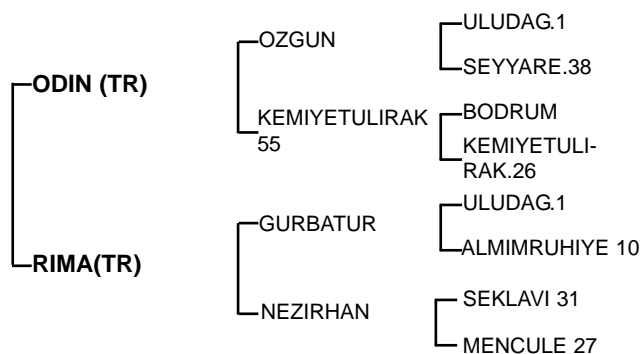 ULUDAG.1
OZGUN
SEYYARE.38
ODIN (TR)
KEMIYETULIRAK
55
BODRUM
KEMIYETULI-
RAK.26
ULUDAG.1
GURBATUR
ALMIMRUHIYE 10
RIMA(TR)
SEKLAVI 31
NEZIRHAN
MENCULE 27